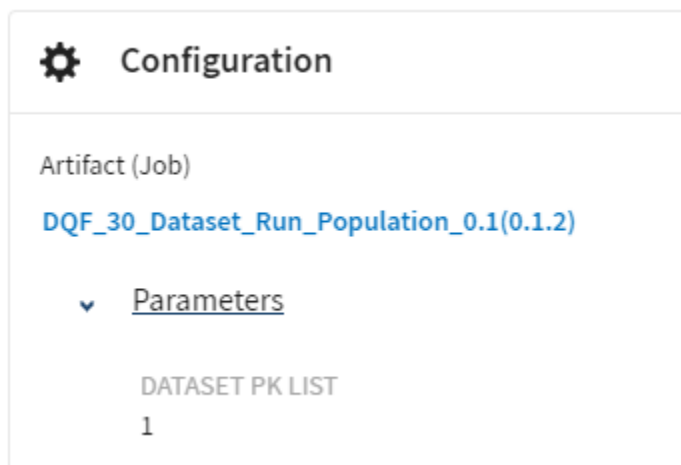 Configuration
Artifact (Job)
DQF_30_Dataset_Run_Population_0.1(0.1.2)
Parameters
DATASET PK LIST
1